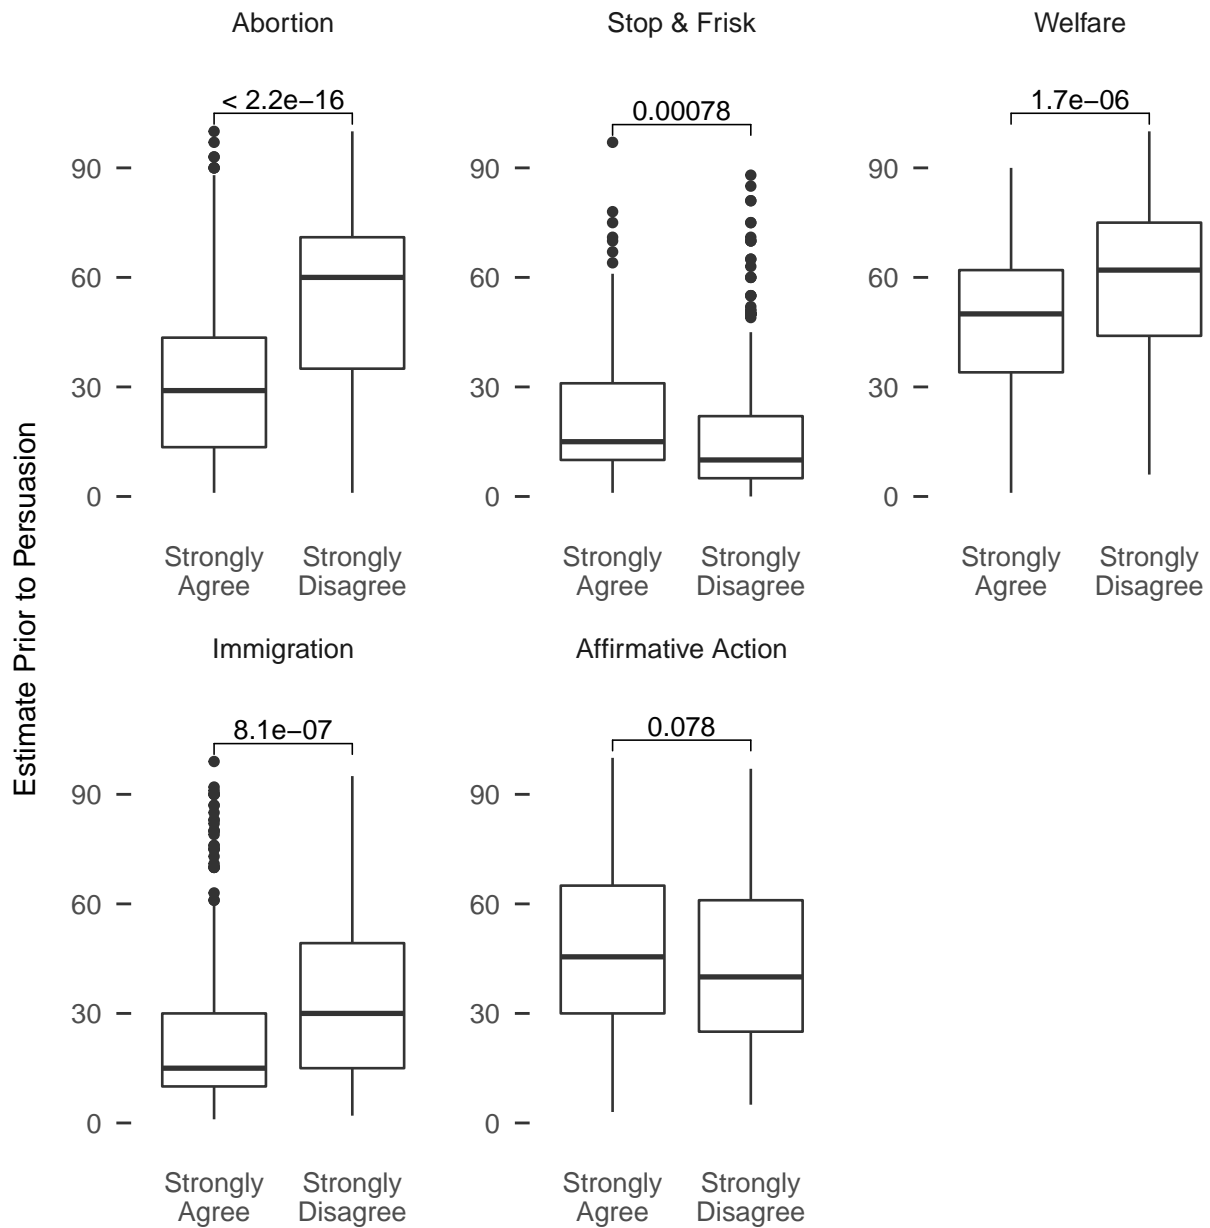 Abortion
Stop & Frisk
Welfare
< 2.2e−16
0.00078
1.7e−06
90
60
30
0
90
60
30
0
90
60
30
0
Strongly
Agree
Strongly
Disagree
Strongly
Agree
Strongly
Disagree
Strongly
Agree
Strongly
Disagree
Estimate Prior to Persuasion
Immigration
Affirmative Action
8.1e−07
0.078
90
60
30
0
90
60
30
0
Strongly
Agree
Strongly
Disagree
Strongly
Agree
Strongly
Disagree